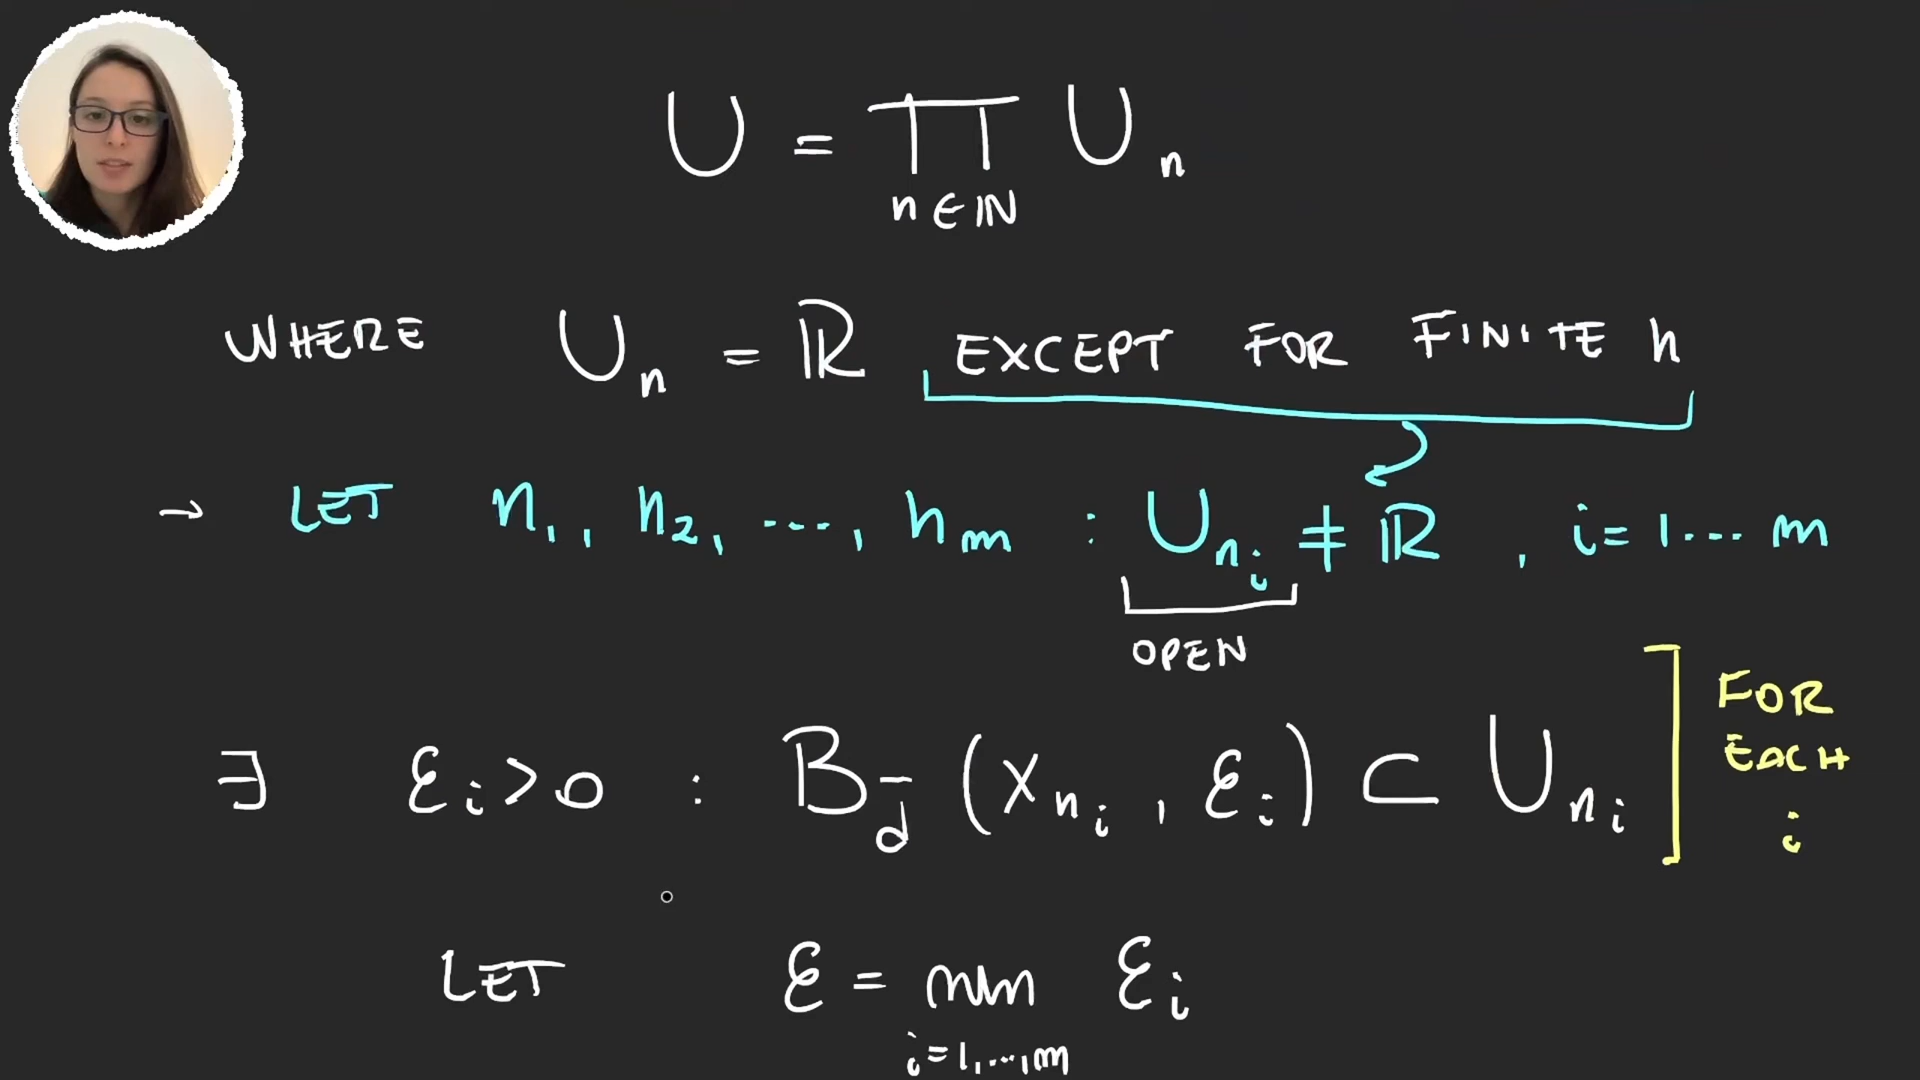 U = ∏ Uₙ
n∈ℕ
WHERE Uₙ = ℝ EXCEPT FOR FINITE n
→ LET n₁, n₂, ..., nₘ : Uₙᵢ ≠ ℝ , i=1...m
OPEN
∃ εᵢ>0 : B_d̄ (xₙᵢ, εᵢ) ⊂ Uₙᵢ
FOR
EACH
i
LET ε = min εᵢ
i=1,...,m